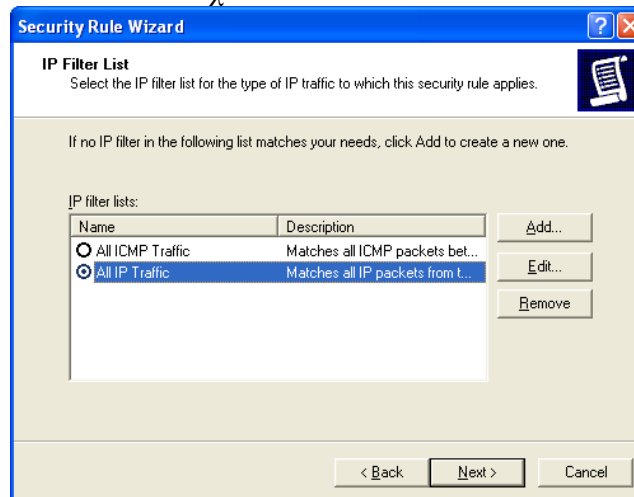 Security Rule Wizard
IP Filter List
Select the IP filter list for the type of IP traffic to which this security rule applies.
If no IP filter in the following list matches your needs, click Add to create a new one.
IP filter lists:
Name Description Add...
All ICMP Traffic Matches all ICMP packets bet...
All IP Traffic Matches all IP packets from t... Edit...
Remove
< Back Next > Cancel